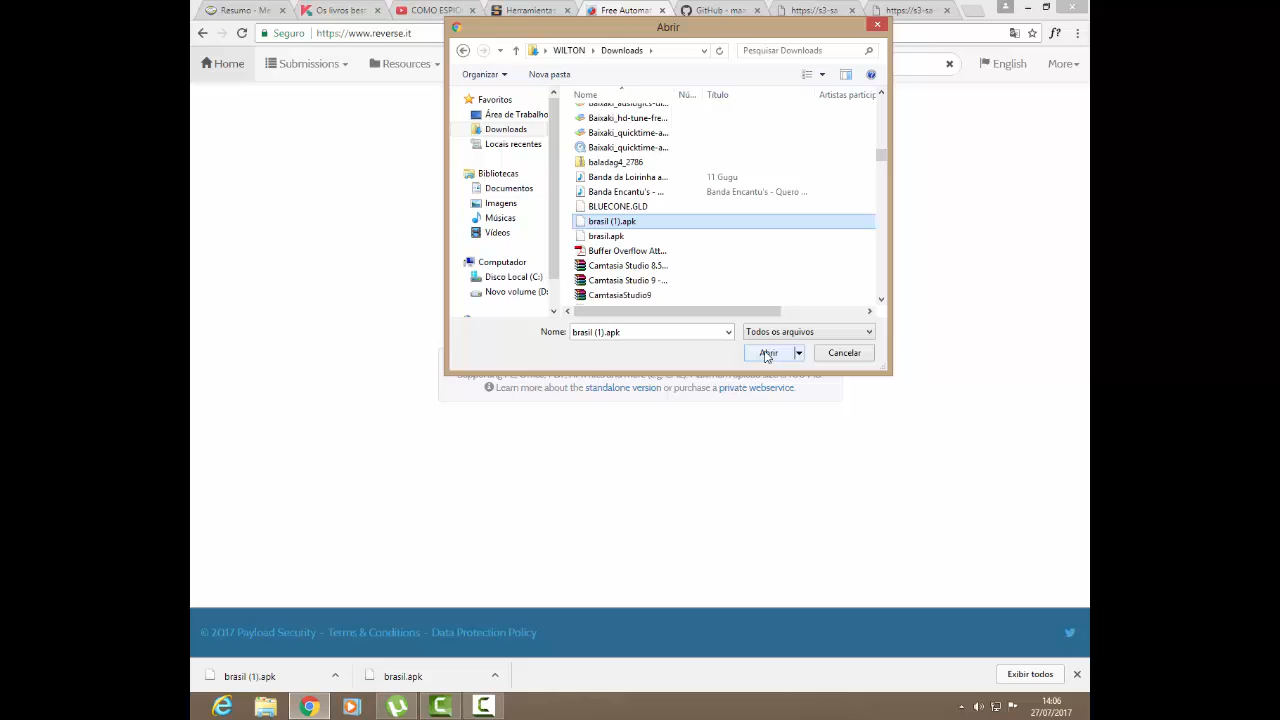 Resumo - Me
Os livros bes
COMO ESPIO
Herramientas
Free Automat
GitHub - maa
https://s3-sa
https://s3-sa
Abrir
Seguro
https://www.reverse.it
WILTON
Downloads
Pesquisar Downloads
Home
Submissions
Resources
English
More
Organizar
Nova pasta
Nome
Nú...
Título
Artistas particip
Favoritos
Área de Trabalho
Downloads
Locais recentes
Bibliotecas
Documentos
Imagens
Músicas
Vídeos
Computador
Disco Local (C:)
Novo volume (D:
Baixaki_hd-tune-fre...
Baixaki_quicktime-a...
Baixaki_quicktime-a...
baladag4_2786
Banda da Loirinha a...
11 Gugu
Banda Encantu's - ...
Banda Encantu's - Quero ...
BLUECONE.GLD
brasil (1).apk
brasil.apk
Buffer Overflow Att...
Camtasia Studio 8.5...
Camtasia Studio 9 -...
CamtasiaStudio9
Nome:
brasil (1).apk
Todos os arquivos
Abrir
Cancelar
Learn more about the standalone version or purchase a private webservice.
© 2017 Payload Security - Terms & Conditions - Data Protection Policy
brasil (1).apk
brasil.apk
Exibir todos
14:06
27/07/2017